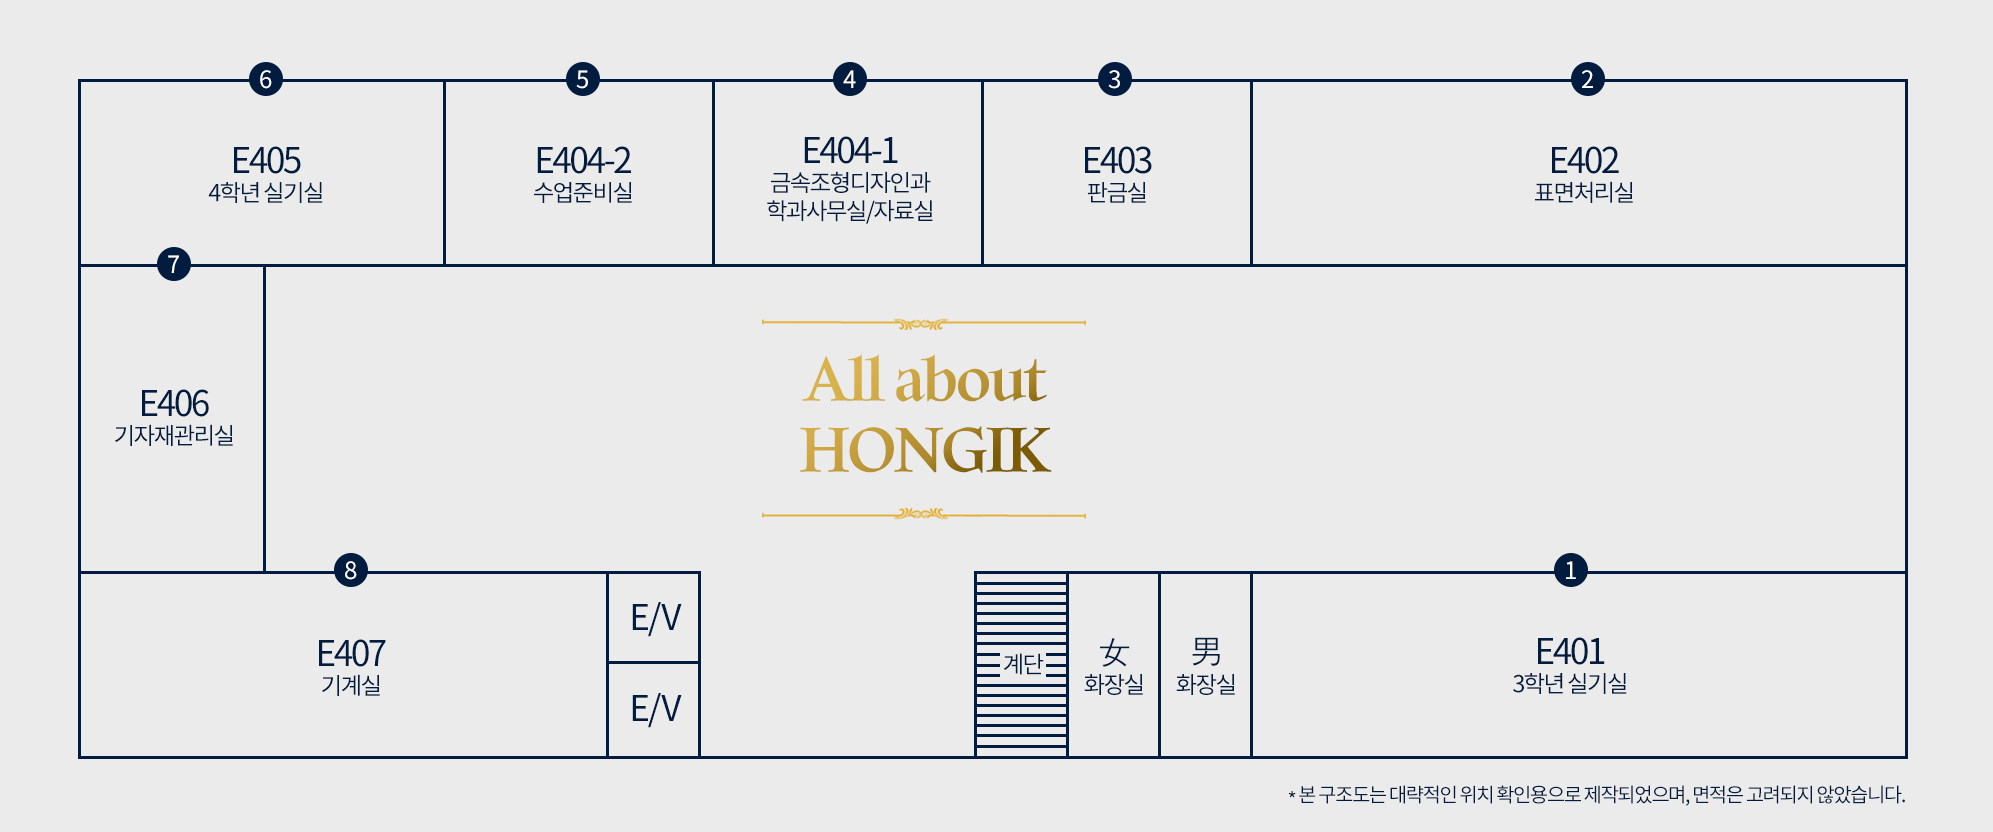 6
5
4
3
2
E405
4학년 실기실
E404-2
수업준비실
E404-1
금속조형디자인과
학과사무실/자료실
E403
판금실
E402
표면처리실
7
E406
기자재관리실
All about
HONGIK
8
1
E407
기계실
E/V
E/V
계단
女
화장실
男
화장실
E401
3학년 실기실
* 본 구조도는 대략적인 위치 확인용으로 제작되었으며, 면적은 고려되지 않았습니다.